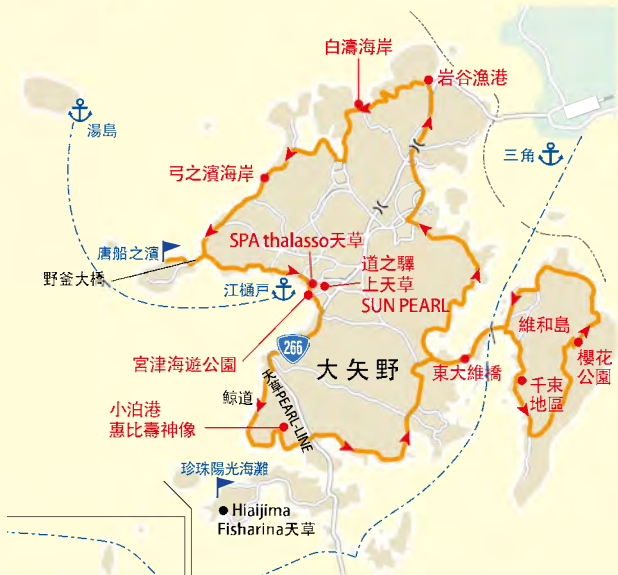 白濤海岸
岩谷漁港
湯島
三角
弓之濱海岸
唐船之濱
SPA thalasso天草
野釜大橋
道之驛
上天草
SUN PEARL
江樋戶
維和島
266
宮津海遊公園
大矢野
東大維橋
櫻花
公園
千束
地區
鯨道
天草PEARL-LINE
小泊港
惠比壽神像
珍珠陽光海灘
Hiaijima
Fisharina天草